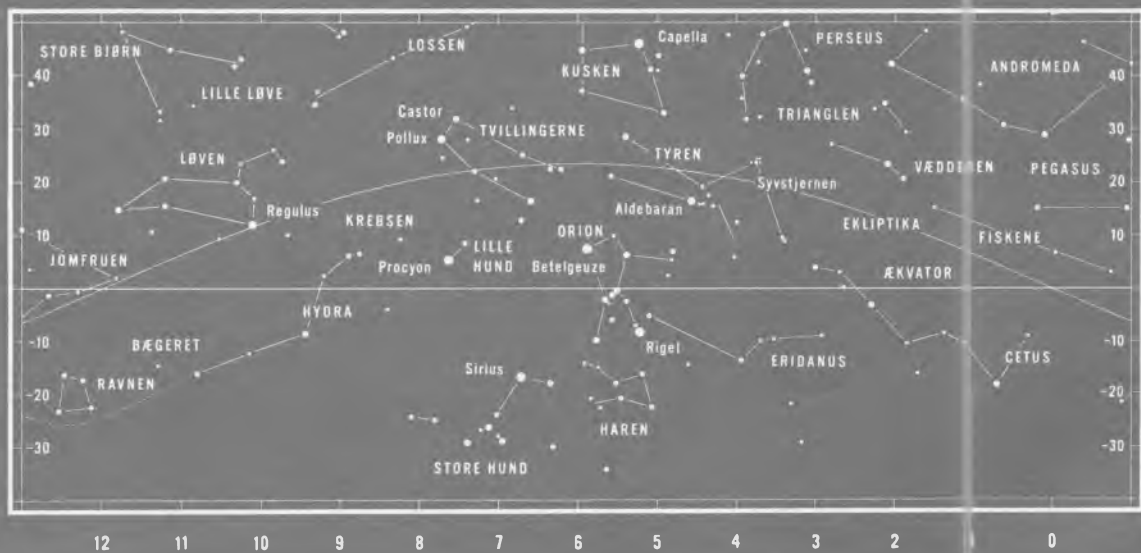 STORE BJØRN
LOSSEN
Capella
PERSEUS
40
KUSKEN
ANDROMEDA
40
LILLE LØVE
Castor
TRIANGLEN
30
Pollux
TVILLINGERNE
30
LØVEN
TYREN
VÆDDEREN
PEGASUS
20
Syvstjernen
20
Regulus
Aldebaran
KREBSEN
EKLIPTIKA
10
ORION
FISKENE
10
JOMFRUEN
LILLE
HUND
Procyon
Betelgeuze
ÆKVATOR
0
0
HYDRA
-10
BÆGERET
Rigel
ERIDANUS
CETUS
-10
RAVNEN
Sirius
-20
-20
HAREN
-30
STORE HUND
-30
12 11 10 9 8 7 6 5 4 3 2 1 0